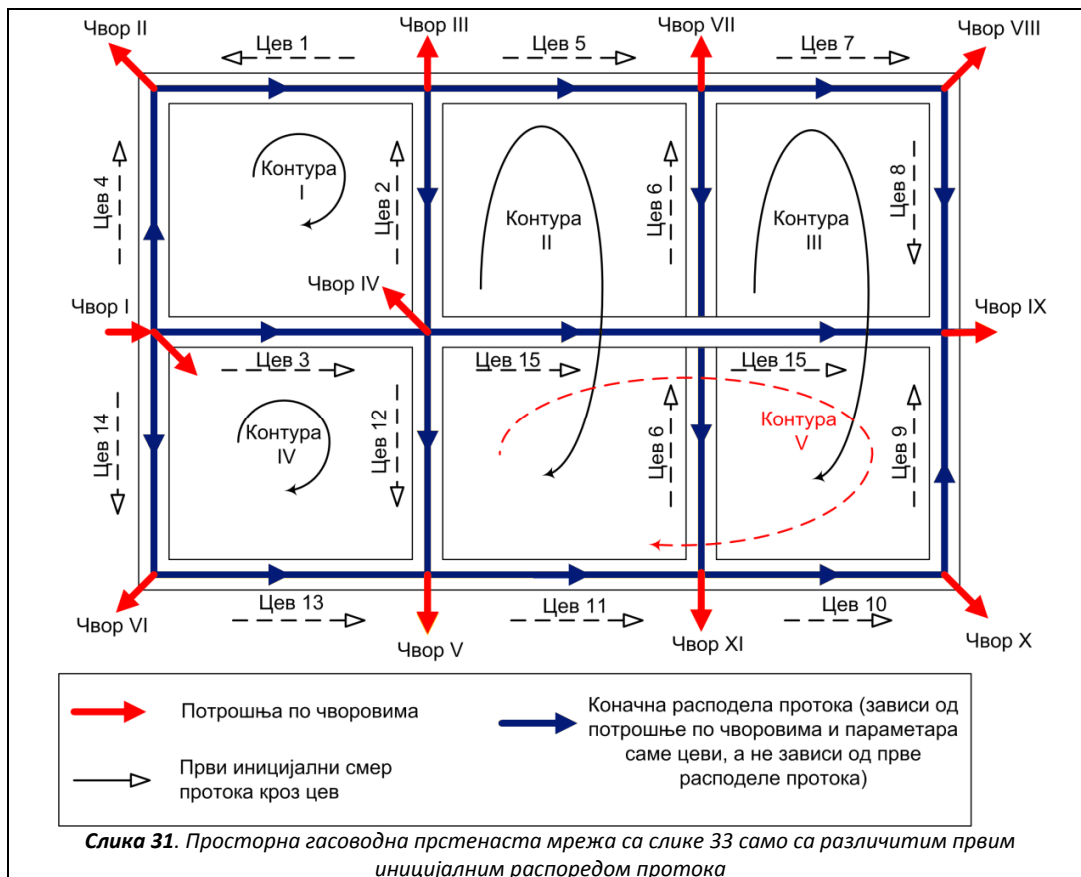 Чвор II
Чвор III
Чвор VII
Чвор VIII
Цев 1
Цев 5
Цев 7
Цев 4
Контура
I
Цев 2
Контура
II
Цев 6
Контура
III
Цев 8
Чвор I
Чвор IV
Чвор IX
Цев 3
Цев 15
Цев 15
Цев 14
Контура
IV
Цев 12
Цев 6
Контура
V
Цев 9
Чвор VI
Цев 13
Чвор V
Цев 11
Чвор XI
Цев 10
Чвор X
Потрошња по чворовима
Први иницијални смер
протока кроз цев
Коначна расподела протока (зависи од
потрошње по чворовима и параметара
саме цеви, а не зависи од прве
расподеле протока)
Слика 31. Просторна гасоводна прстенаста мрежа са слике 33 само са различитим првим
иницијалним распоредом протока